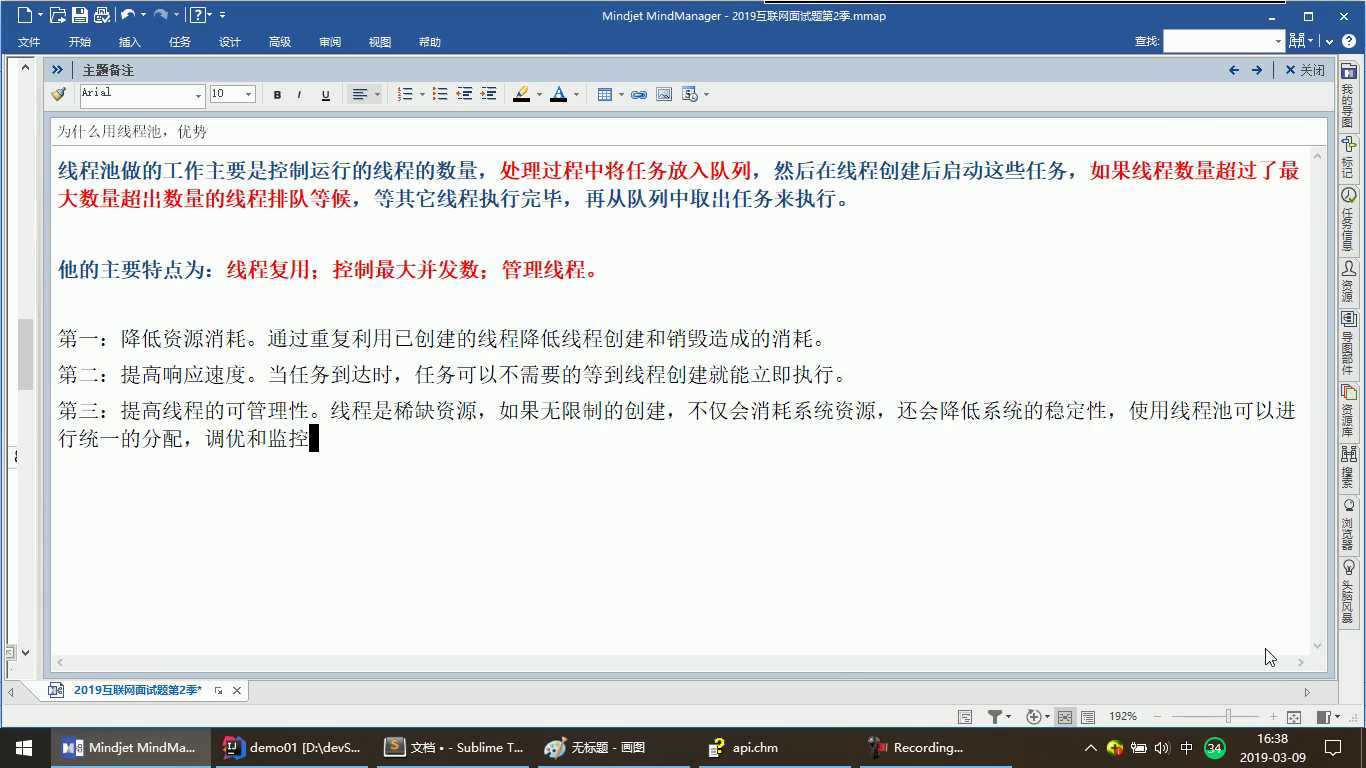 Mindjet MindManager - 2019互联网面试题第2季.mmap
文件 开始 插入 任务 设计 高级 审阅 视图 帮助 查找:
主题备注 关闭
Arial 10 B I U
为什么用线程池，优势
线程池做的工作主要是控制运行的线程的数量，处理过程中将任务放入队列，然后在线程创建后启动这些任务，如果线程数量超过了最
大数量超出数量的线程排队等候，等其它线程执行完毕，再从队列中取出任务来执行。
他的主要特点为：线程复用；控制最大并发数；管理线程。
第一：降低资源消耗。通过重复利用已创建的线程降低线程创建和销毁造成的消耗。
第二：提高响应速度。当任务到达时，任务可以不需要的等到线程创建就能立即执行。
第三：提高线程的可管理性。线程是稀缺资源，如果无限制的创建，不仅会消耗系统资源，还会降低系统的稳定性，使用线程池可以进
行统一的分配，调优和监控
我的导图
标记
任务信息
资源
导图部件
资源库
搜索
浏览器
头脑风暴
2019互联网面试题第2季*
192%
Mindjet MindMa... demo01 [D:\devS... 文档 • - Sublime T... 无标题 - 画图 api.chm Recording... 中 34 16:38
2019-03-09